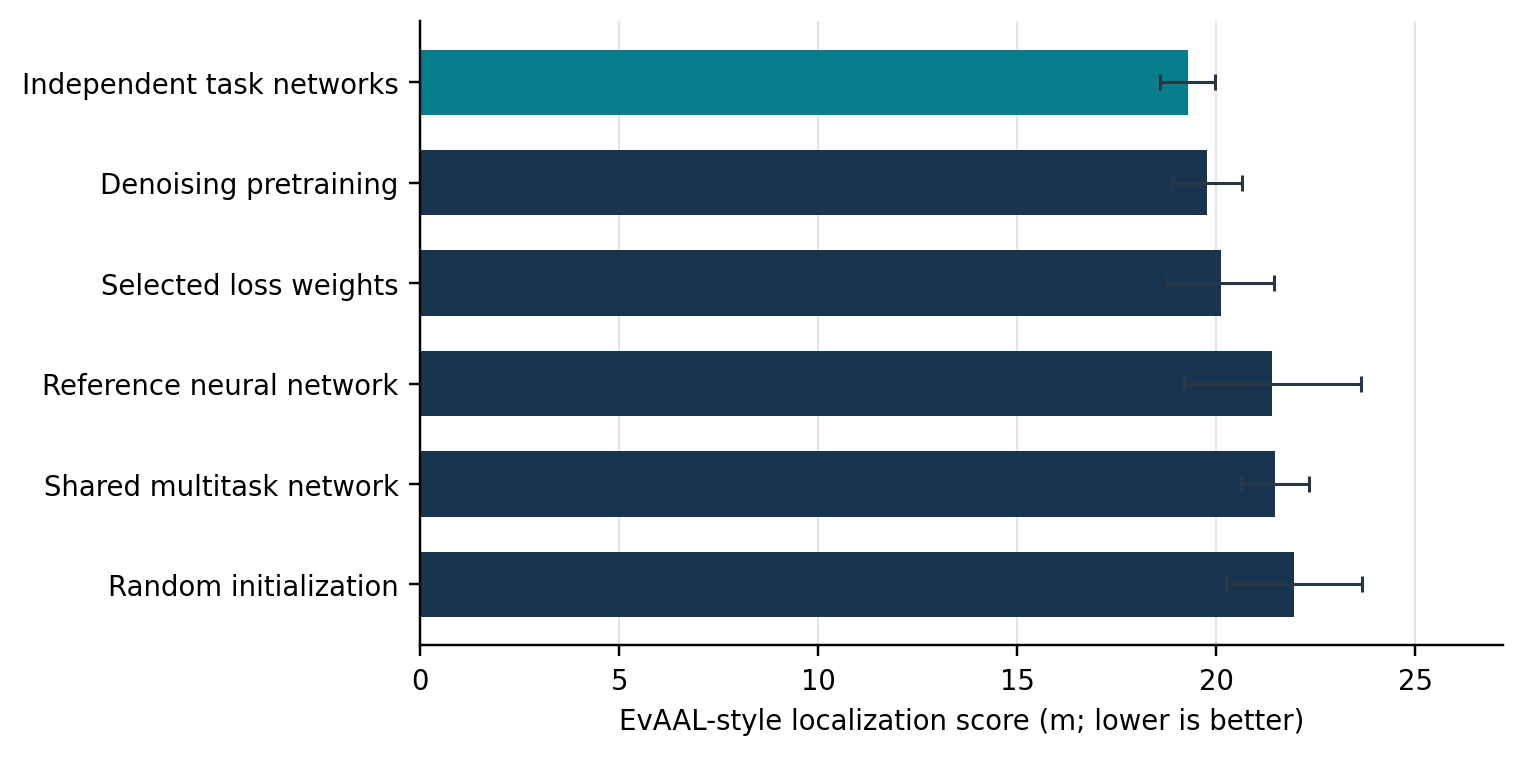 Independent task networks
Denoising pretraining
Selected loss weights
Reference neural network
Shared multitask network
Random initialization
0 5 10 15 20 25
EvAAL-style localization score (m; lower is better)